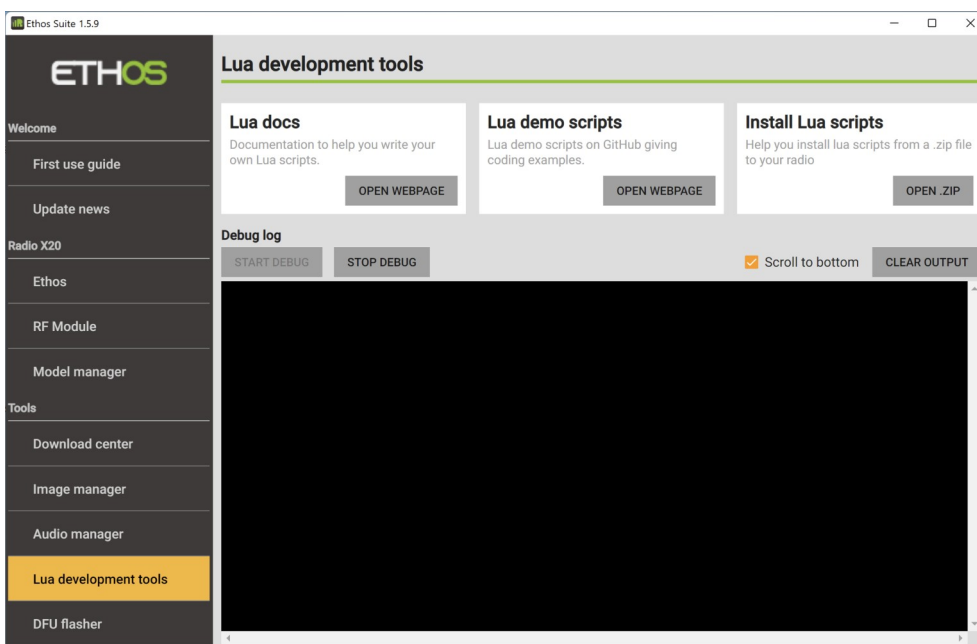 Ethos Suite 1.5.9
ETHOS
Welcome
First use guide
Update news
Radio X20
Ethos
RF Module
Model manager
Tools
Download center
Image manager
Audio manager
Lua development tools
DFU flasher
Lua development tools
Lua docs
Documentation to help you write your
own Lua scripts.
OPEN WEBPAGE
Lua demo scripts
Lua demo scripts on GitHub giving
coding examples.
OPEN WEBPAGE
Install Lua scripts
Help you install lua scripts from a .zip file
to your radio
OPEN .ZIP
Debug log
START DEBUG
STOP DEBUG
Scroll to bottom
CLEAR OUTPUT